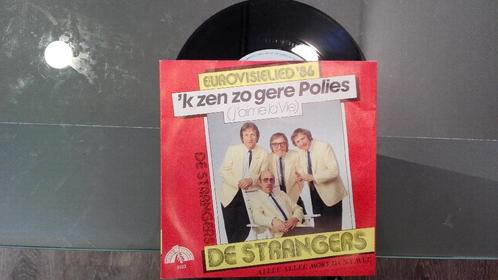 EUROVISIELIED '86
'k zen zo gere Polies
(J'aime la Vie)
DE STRANGERS
DE STRANGERS